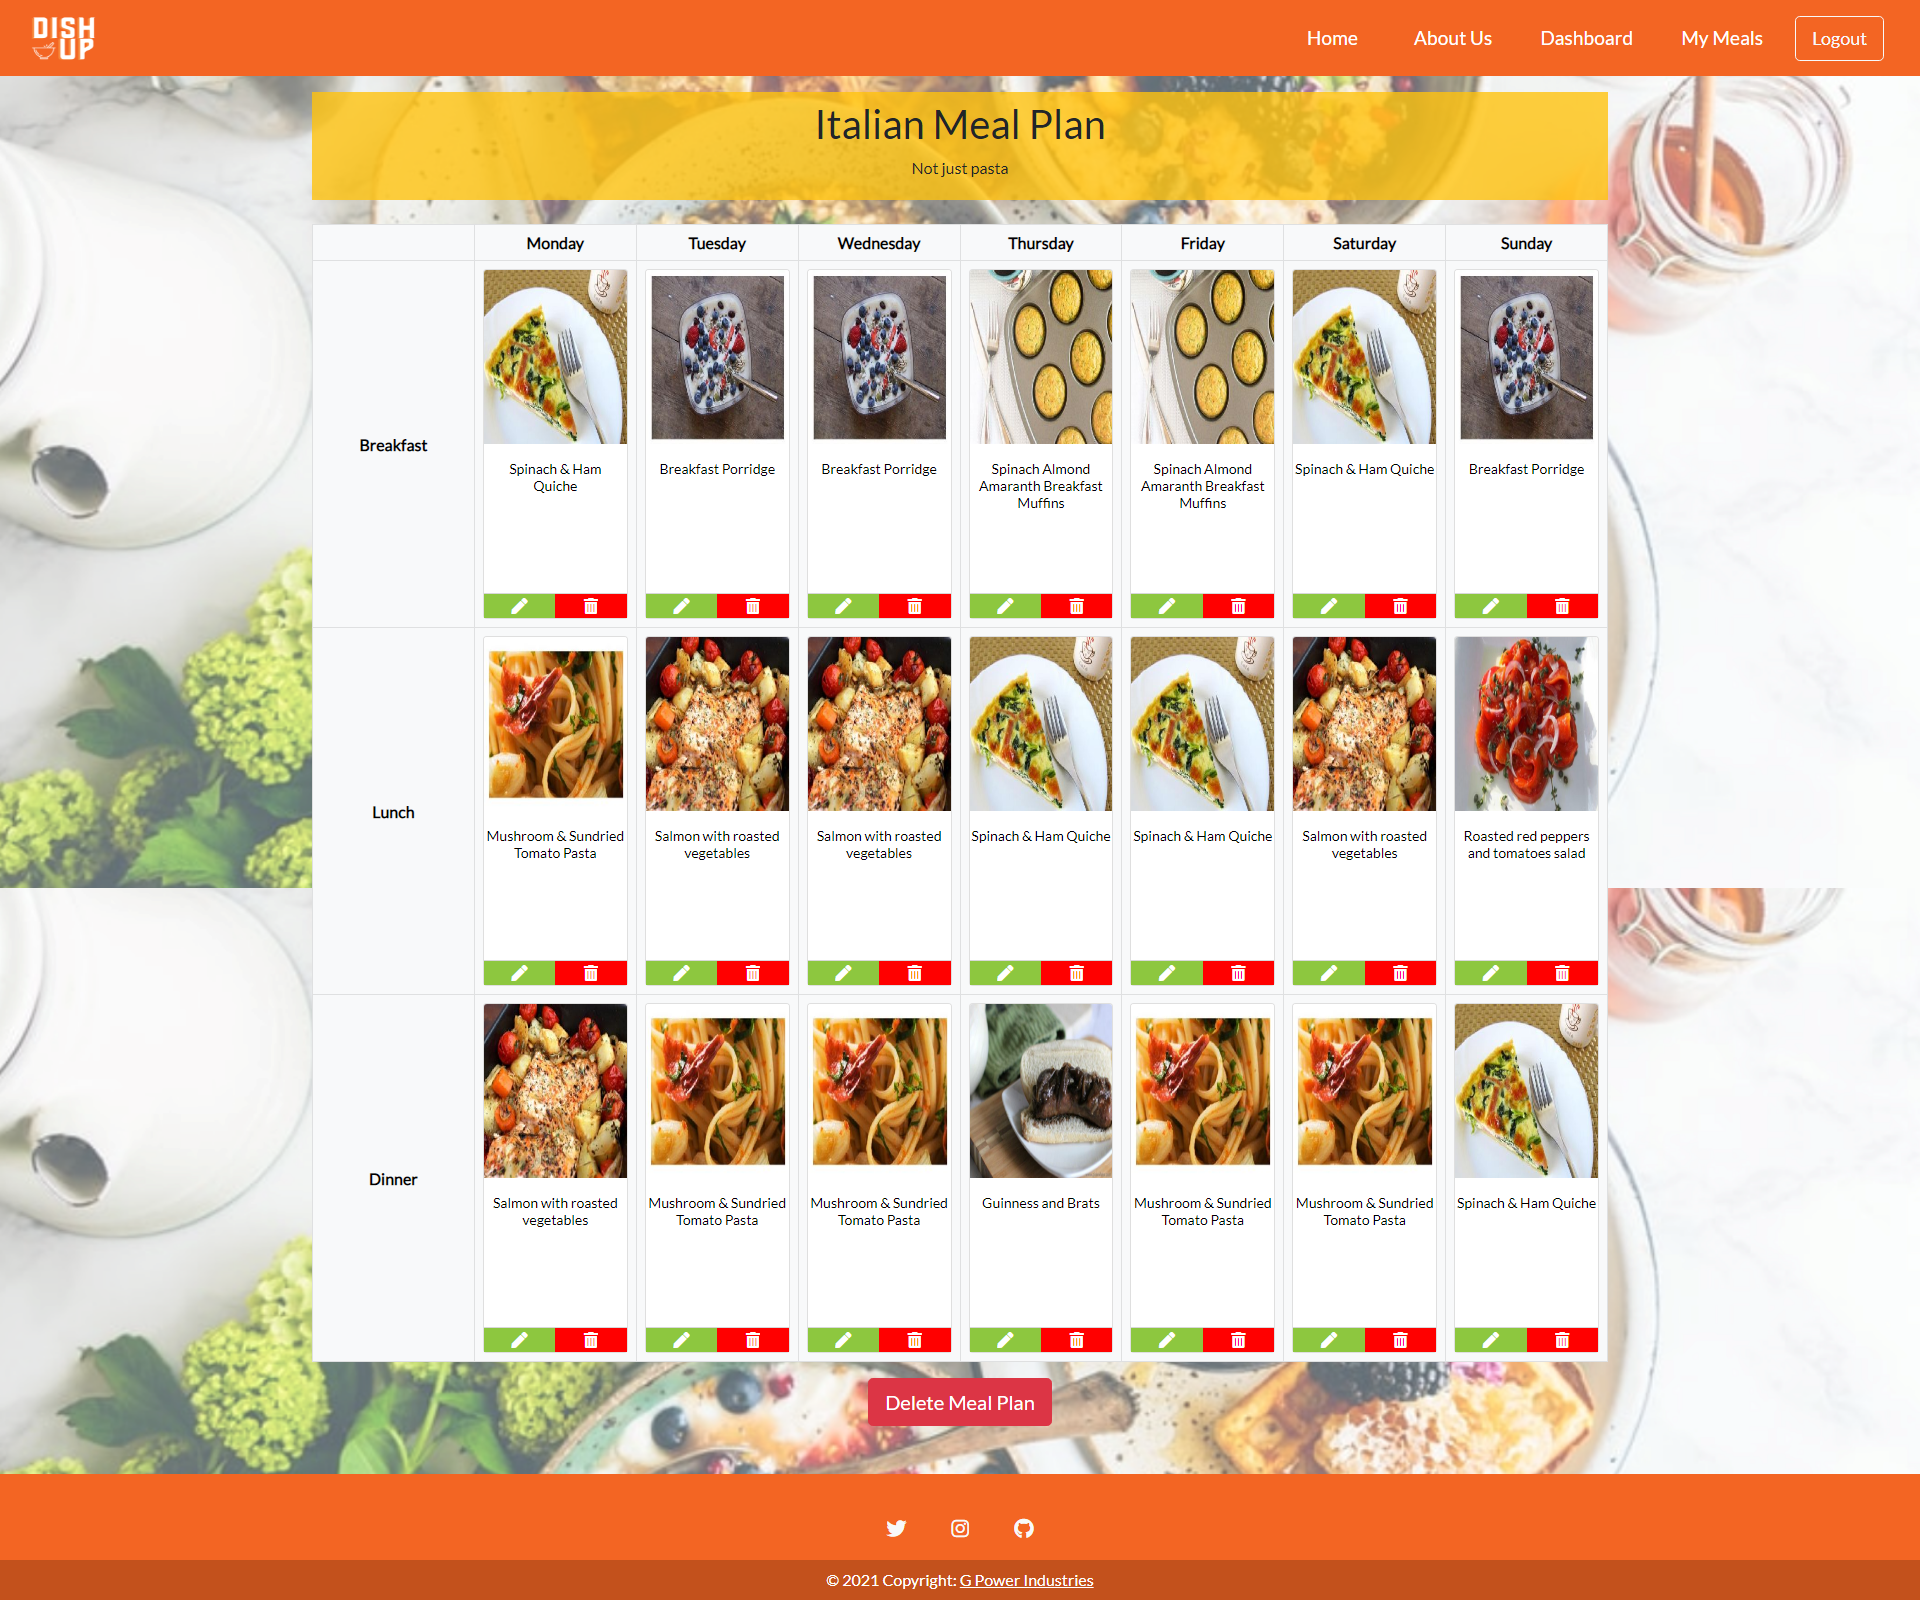 DISH
UP
Home About Us Dashboard My Meals Logout
Italian Meal Plan
Not just pasta
Monday Tuesday Wednesday Thursday Friday Saturday Sunday
Breakfast
Spinach & Ham
Quiche
Breakfast Porridge
Breakfast Porridge
Spinach Almond
Amaranth Breakfast
Muffins
Spinach Almond
Amaranth Breakfast
Muffins
Spinach & Ham Quiche
Breakfast Porridge
Lunch
Mushroom & Sundried
Tomato Pasta
Salmon with roasted
vegetables
Salmon with roasted
vegetables
Spinach & Ham Quiche
Spinach & Ham Quiche
Salmon with roasted
vegetables
Roasted red peppers
and tomatoes salad
Dinner
Salmon with roasted
vegetables
Mushroom & Sundried
Tomato Pasta
Mushroom & Sundried
Tomato Pasta
Guinness and Brats
Mushroom & Sundried
Tomato Pasta
Mushroom & Sundried
Tomato Pasta
Spinach & Ham Quiche
Delete Meal Plan
© 2021 Copyright: G Power Industries